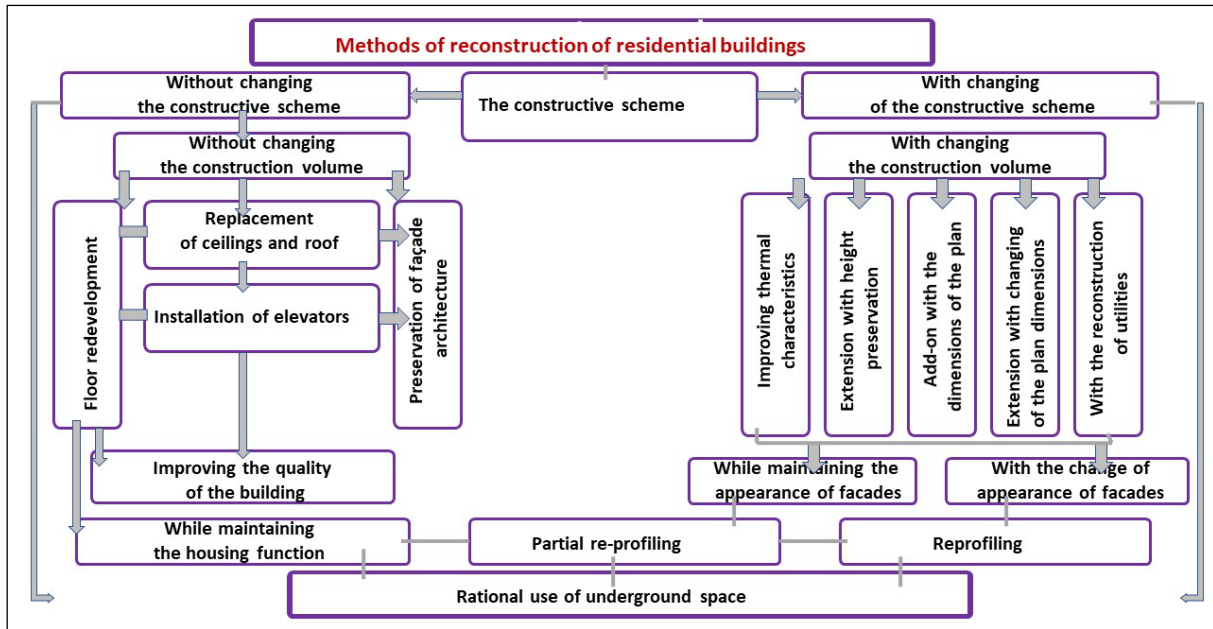 Methods of reconstruction of residential buildings
Without changing
the constructive scheme
The constructive scheme
With changing
of the constructive scheme
Without changing
the construction volume
With changing
the construction volume
Floor redevelopment
Replacement
of ceilings and roof
Installation of elevators
Preservation of façade
architecture
Improving thermal
characteristics
Extension with height
preservation
Add-on with the
dimensions of the plan
Extension with changing
of the plan dimensions
With the reconstruction
of utilities
Improving the quality
of the building
While maintaining the
appearance of facades
With the change of
appearance of facades
While maintaining
the housing function
Partial re-profiling
Reprofiling
Rational use of underground space